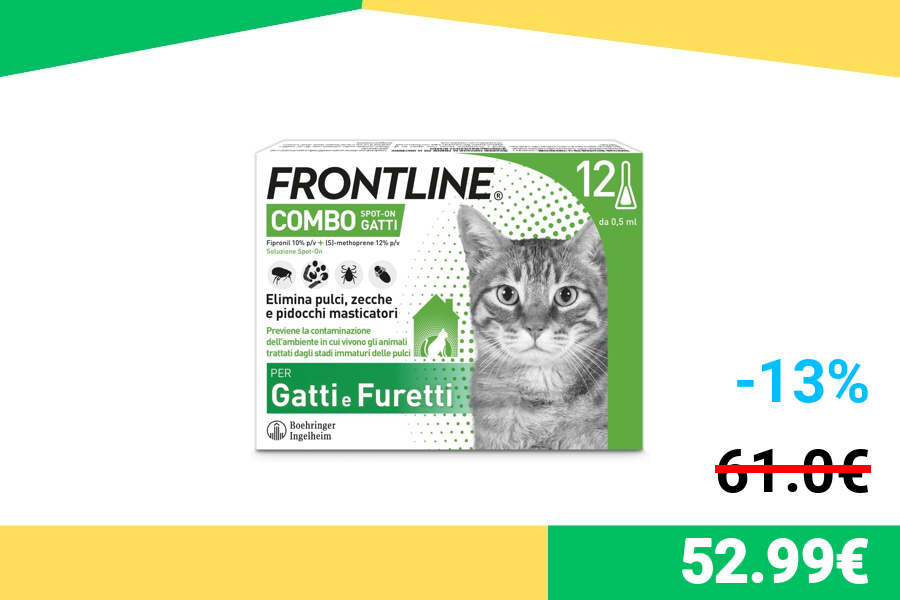 FRONTLINE®
COMBO SPOT-ON GATTI
Fipronil 10% p/v + (S)-methoprene 12% p/v
Soluzione Spot-On
Elimina pulci, zecche
e pidocchi masticatori
Previene la contaminazione
dell'ambiente in cui vivono gli animali
trattati dagli stadi immaturi delle pulci
PER
Gatti e Furetti
Boehringer
Ingelheim
12
da 0,5 ml
-13%
61.0€
52.99€